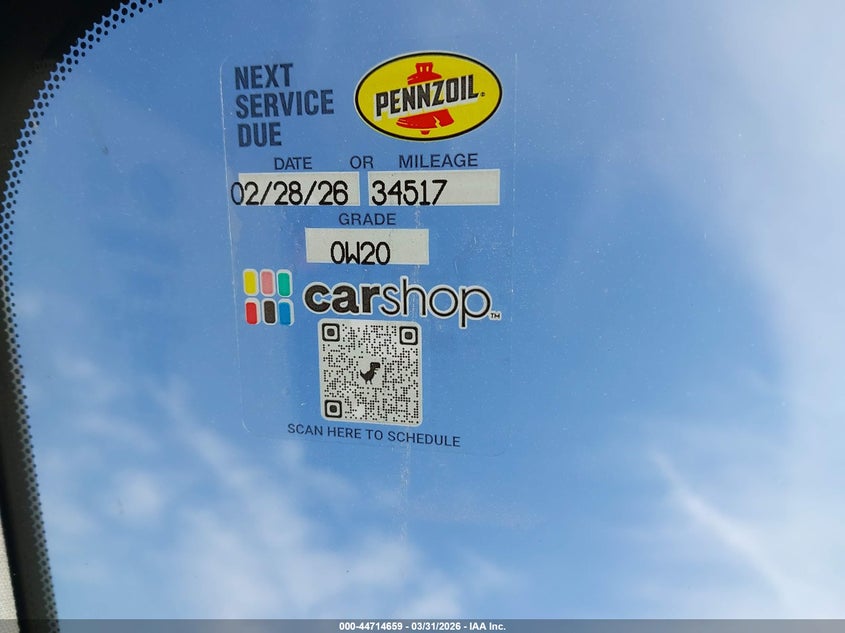 NEXT
SERVICE
DUE
PENNZOIL
DATE OR MILEAGE
02/28/26 34517
GRADE
0W20
carshop™
SCAN HERE TO SCHEDULE
000-44714659 - 03/31/2026 - IAA Inc.